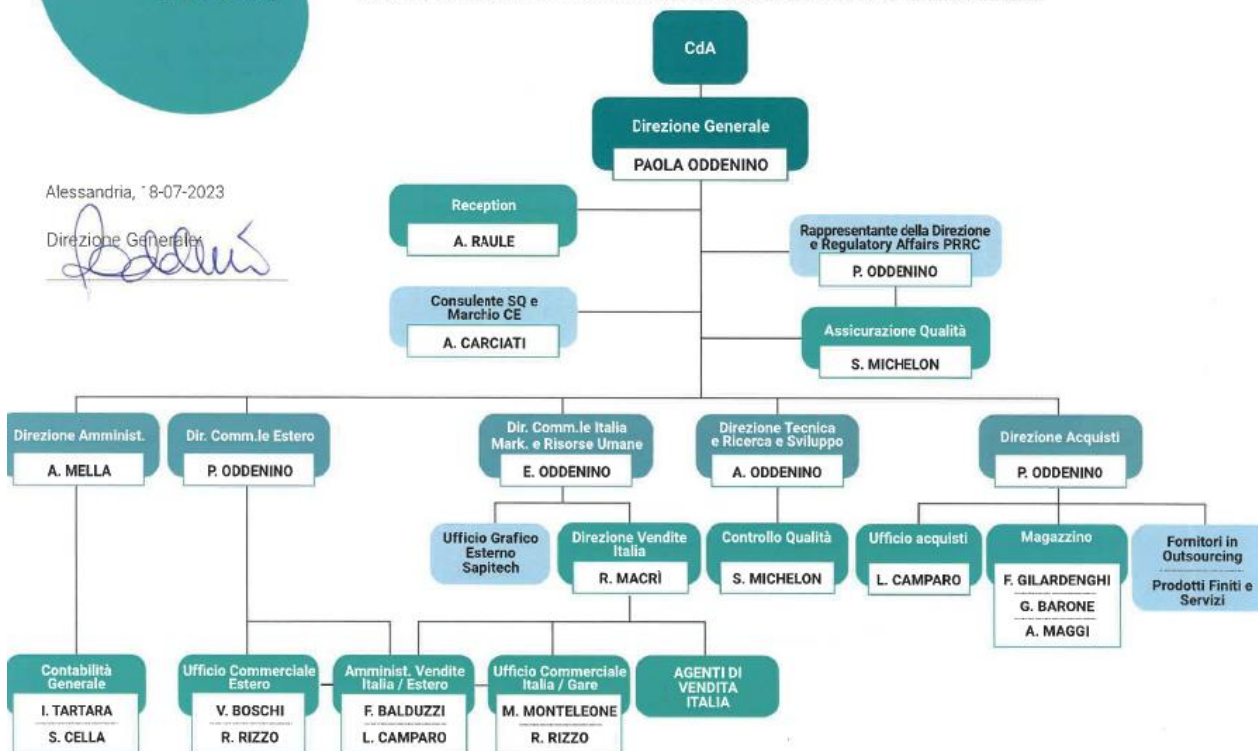 CdA
Direzione Generale
PAOLA ODDENINO
Alessandria, 18-07-2023
Direzione Generale
Reception
A. RAULE
Rappresentante della Direzione
e Regulatory Affairs PRRC
P. ODDENINO
Consulente SQ e
Marchio CE
A. CARCIATI
Assicurazione Qualità
S. MICHELON
Direzione Amminist.
A. MELLA
Dir. Comm.le Estero
P. ODDENINO
Dir. Comm.le Italia
Mark. e Risorse Umane
E. ODDENINO
Direzione Tecnica
e Ricerca e Sviluppo
A. ODDENINO
Direzione Acquisti
P. ODDENINO
Ufficio Grafico
Esterno
Sapitech
Direzione Vendite
Italia
R. MACRÌ
Controllo Qualità
S. MICHELON
Ufficio acquisti
L. CAMPARO
Magazzino
F. GILARDENGHI
G. BARONE
A. MAGGI
Fornitori in
Outsourcing
Prodotti Finiti e
Servizi
Contabilità
Generale
I. TARTARA
S. CELLA
Ufficio Commerciale
Estero
V. BOSCHI
R. RIZZO
Amminist. Vendite
Italia / Estero
F. BALDUZZI
L. CAMPARO
Ufficio Commerciale
Italia / Gare
M. MONTELEONE
R. RIZZO
AGENTI DI
VENDITA
ITALIA